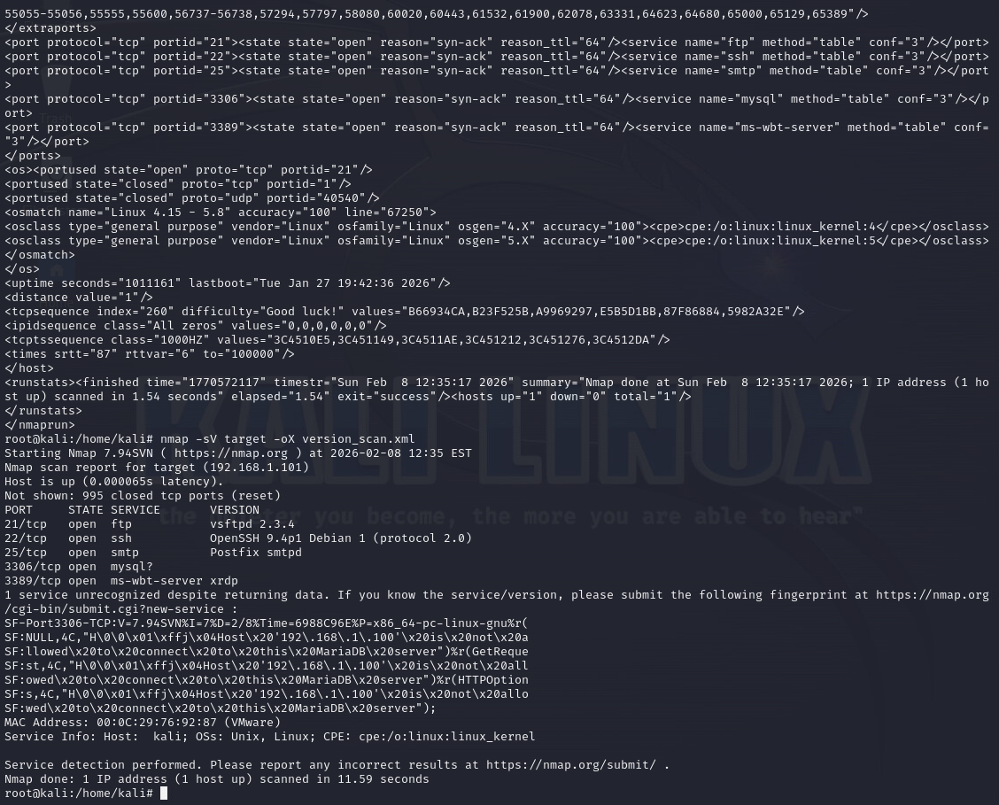 55055-55056,55555,55600,56737-56738,57294,57797,58080,60020,60443,61532,61900,62078,63331,64623,64680,65000,65129,65389"/>
</extraports>
<port protocol="tcp" portid="21"><state state="open" reason="syn-ack" reason_ttl="64"/><service name="ftp" method="table" conf="3"/></port>
<port protocol="tcp" portid="22"><state state="open" reason="syn-ack" reason_ttl="64"/><service name="ssh" method="table" conf="3"/></port>
<port protocol="tcp" portid="25"><state state="open" reason="syn-ack" reason_ttl="64"/><service name="smtp" method="table" conf="3"/></port
>
<port protocol="tcp" portid="3306"><state state="open" reason="syn-ack" reason_ttl="64"/><service name="mysql" method="table" conf="3"/></p
ort>
Trash
<port protocol="tcp" portid="3389"><state state="open" reason="syn-ack" reason_ttl="64"/><service name="ms-wbt-server" method="table" conf=
"3"/></port>
</ports>
<os><portused state="open" proto="tcp" portid="21"/>
<portused state="closed" proto="tcp" portid="1"/>
<portused state="closed" proto="udp" portid="40540"/>
<osmatch name="Linux 4.15 - 5.8" accuracy="100" line="67250">
<osclass type="general purpose" vendor="Linux" osfamily="Linux" osgen="4.X" accuracy="100"><cpe>cpe:/o:linux:linux_kernel:4</cpe></osclass>
<osclass type="general purpose" vendor="Linux" osfamily="Linux" osgen="5.X" accuracy="100"><cpe>cpe:/o:linux:linux_kernel:5</cpe></osclass>
</osmatch>
</os>
<uptime seconds="1011161" lastboot="Tue Jan 27 19:42:36 2026"/>
<distance value="1"/>
<tcpsequence index="260" difficulty="Good luck!" values="B66934CA,B23F525B,A9969297,E5B5D1BB,87F86884,5982A32E"/>
<ipidsequence class="All zeros" values="0,0,0,0,0,0"/>
<tcptssequence class="1000HZ" values="3C4510E5,3C451149,3C4511AE,3C451212,3C451276,3C4512DA"/>
<times srtt="87" rttvar="6" to="100000"/>
</host>
<runstats><finished time="1770572117" timestr="Sun Feb  8 12:35:17 2026" summary="Nmap done at Sun Feb  8 12:35:17 2026; 1 IP address (1 ho
st up) scanned in 1.54 seconds" elapsed="1.54" exit="success"/><hosts up="1" down="0" total="1"/>
</runstats>
</nmaprun>
root@kali:/home/kali# nmap -sV target -oX version_scan.xml
Starting Nmap 7.94SVN ( https://nmap.org ) at 2026-02-08 12:35 EST
Nmap scan report for target (192.168.1.101)
Host is up (0.000065s latency).
Not shown: 995 closed tcp ports (reset)
PORT     STATE SERVICE       VERSION
21/tcp   open  ftp           vsftpd 2.3.4
22/tcp   open  ssh           OpenSSH 9.4p1 Debian 1 (protocol 2.0)
25/tcp   open  smtp          Postfix smtpd
3306/tcp open  mysql?
3389/tcp open  ms-wbt-server xrdp
1 service unrecognized despite returning data. If you know the service/version, please submit the following fingerprint at https://nmap.org
/cgi-bin/submit.cgi?new-service :
SF-Port3306-TCP:V=7.94SVN%I=7%D=2/8%Time=6988C96E%P=x86_64-pc-linux-gnu%r(
SF:NULL,4C,"H\0\0\x01\xffj\x04Host\x20'192\.168\.1\.100'\x20is\x20not\x20a
SF:llowed\x20to\x20connect\x20to\x20this\x20MariaDB\x20server")%r(GetReque
SF:st,4C,"H\0\0\x01\xffj\x04Host\x20'192\.168\.1\.100'\x20is\x20not\x20all
SF:owed\x20to\x20connect\x20to\x20this\x20MariaDB\x20server")%r(HTTPOption
SF:s,4C,"H\0\0\x01\xffj\x04Host\x20'192\.168\.1\.100'\x20is\x20not\x20allo
SF:wed\x20to\x20connect\x20to\x20this\x20MariaDB\x20server");
MAC Address: 00:0C:29:76:92:87 (VMware)
Service Info: Host:  kali; OSs: Unix, Linux; CPE: cpe:/o:linux:linux_kernel
Service detection performed. Please report any incorrect results at https://nmap.org/submit/ .
Nmap done: 1 IP address (1 host up) scanned in 11.59 seconds
root@kali:/home/kali#
KALI LINUX
you become, the more you are able to hear"